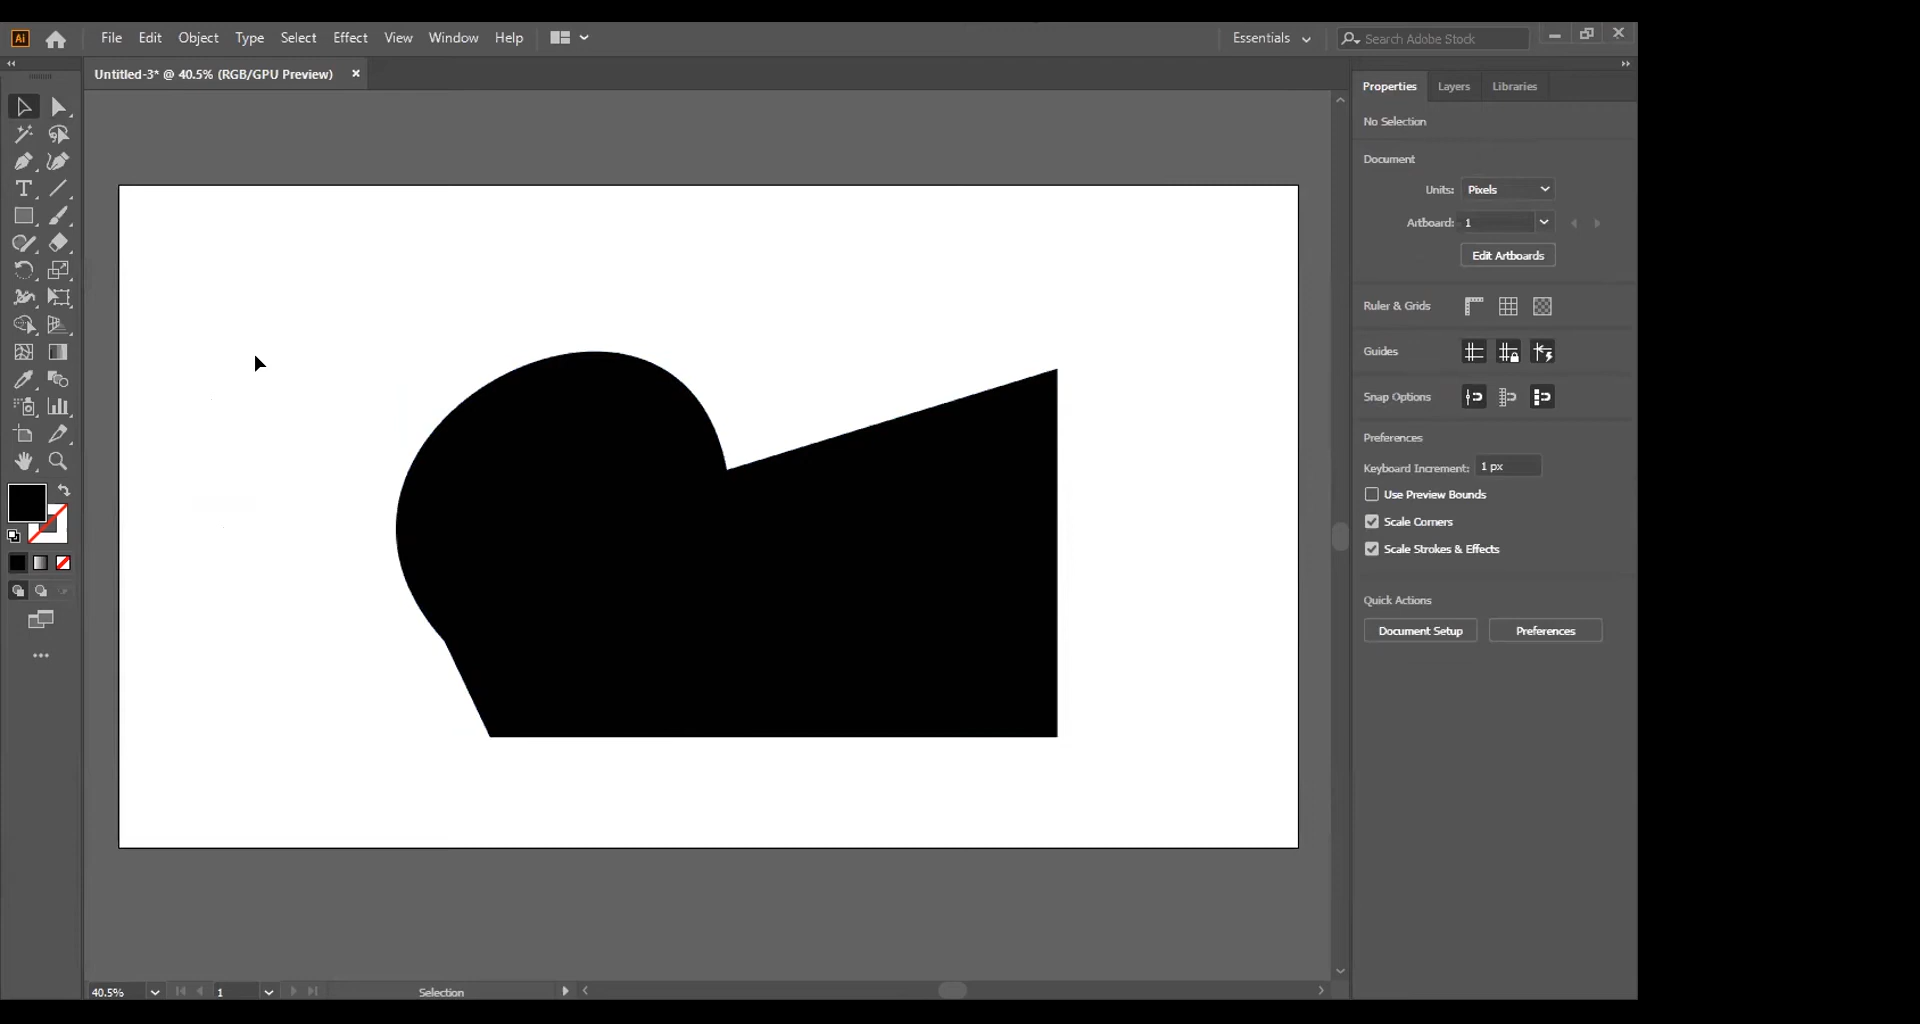 Ai File Edit Object Type Select Effect View Window Help Essentials Search Adobe Stock
Untitled-3* @ 40.5% (RGB/GPU Preview) ×
Properties Layers Libraries
No Selection
Document
Units: Pixels
Artboard: 1
Edit Artboards
Ruler & Grids
Guides
Snap Options
Preferences
Keyboard Increment: 1 px
Use Preview Bounds
Scale Corners
Scale Strokes & Effects
Quick Actions
Document Setup Preferences
40.5% 1 Selection